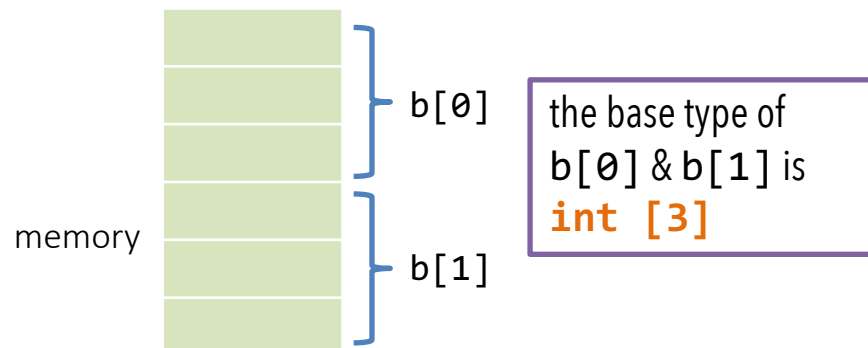 b[0]
the base type of
b[0] & b[1] is
int [3]
memory
b[1]